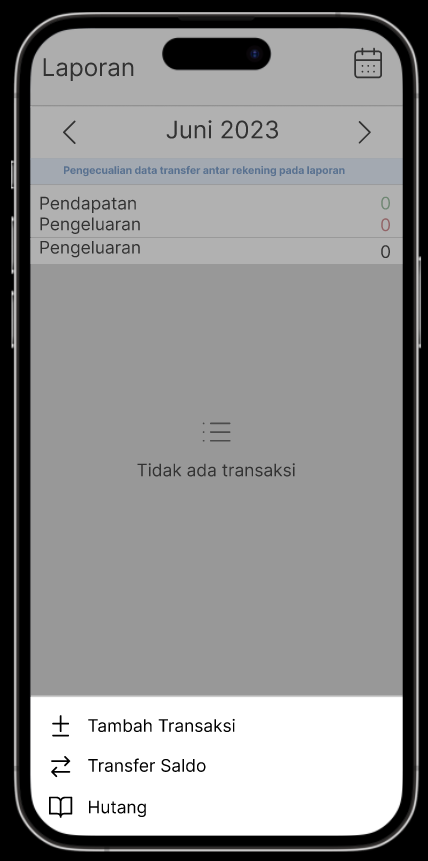 Laporan
Juni 2023
Pengecualian data transfer antar rekening pada laporan
Pendapatan 0
Pengeluaran 0
Pengeluaran 0
Tidak ada transaksi
Tambah Transaksi
Transfer Saldo
Hutang